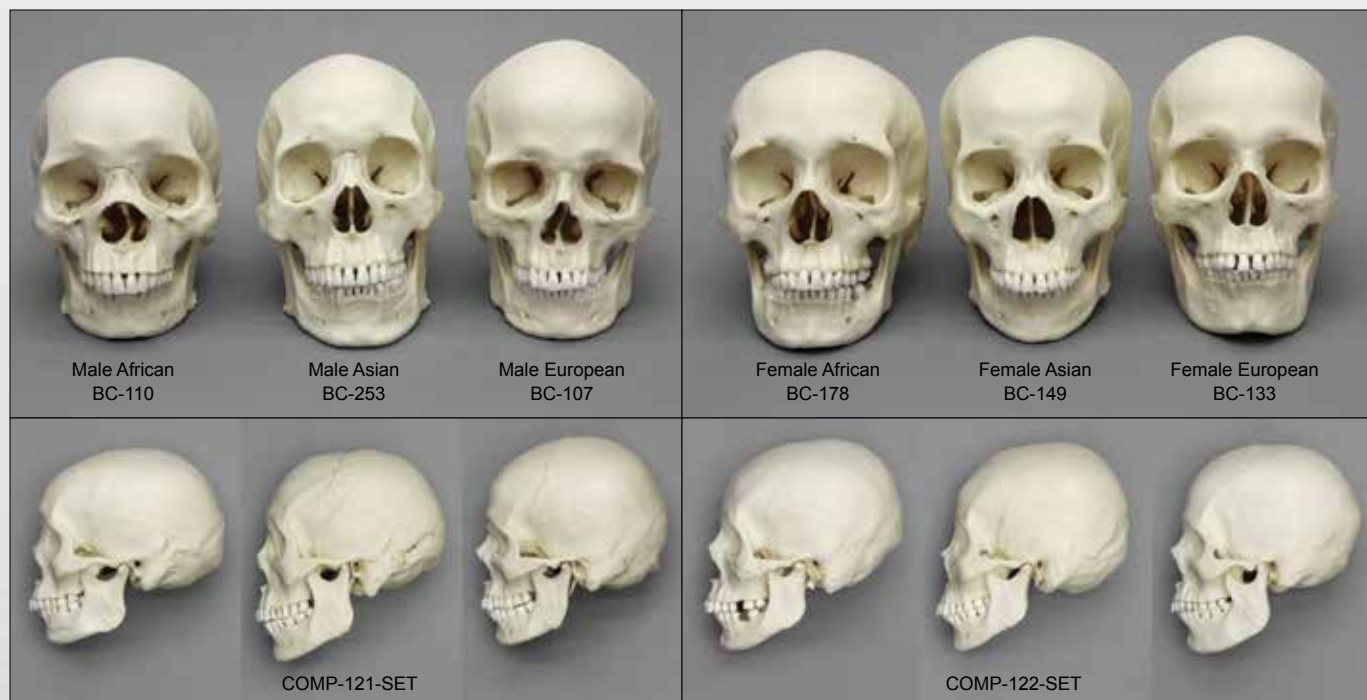 Male African
BC-110
Male Asian
BC-253
Male European
BC-107
Female African
BC-178
Female Asian
BC-149
Female European
BC-133
COMP-121-SET
COMP-122-SET